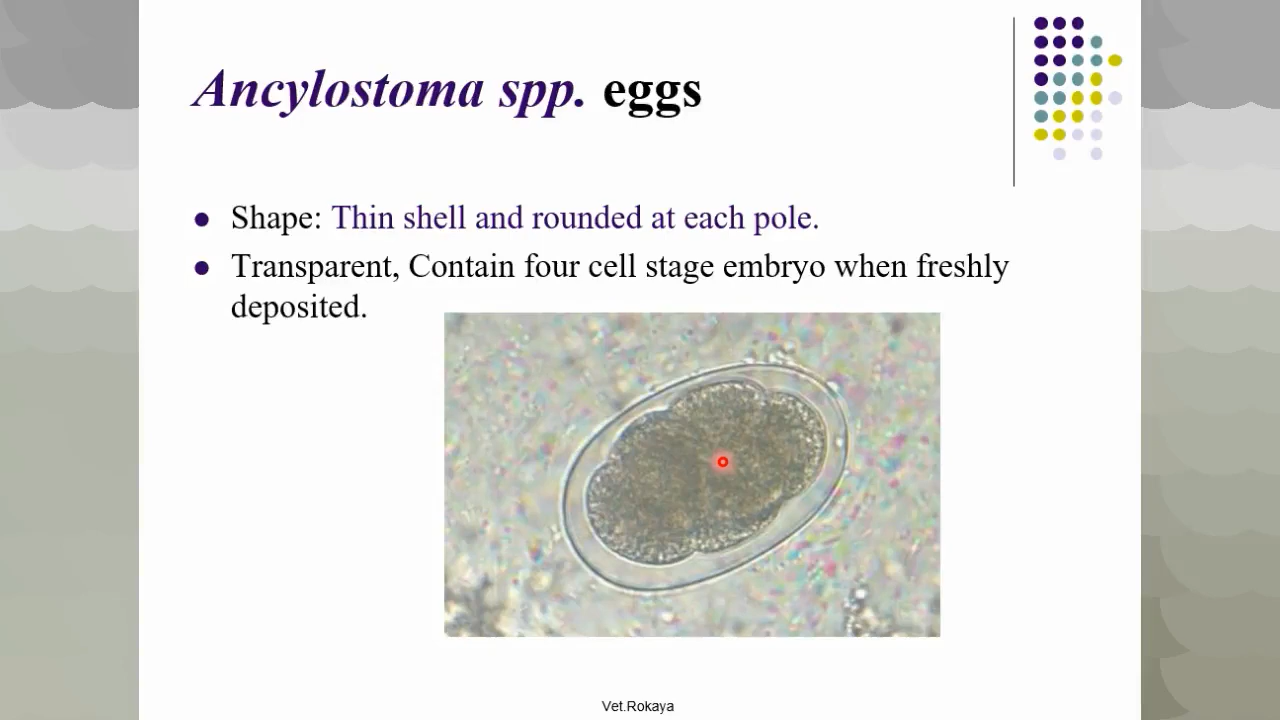 Ancylostoma spp. eggs
● Shape: Thin shell and rounded at each pole.
● Transparent, Contain four cell stage embryo when freshly
deposited.
Vet.Rokaya